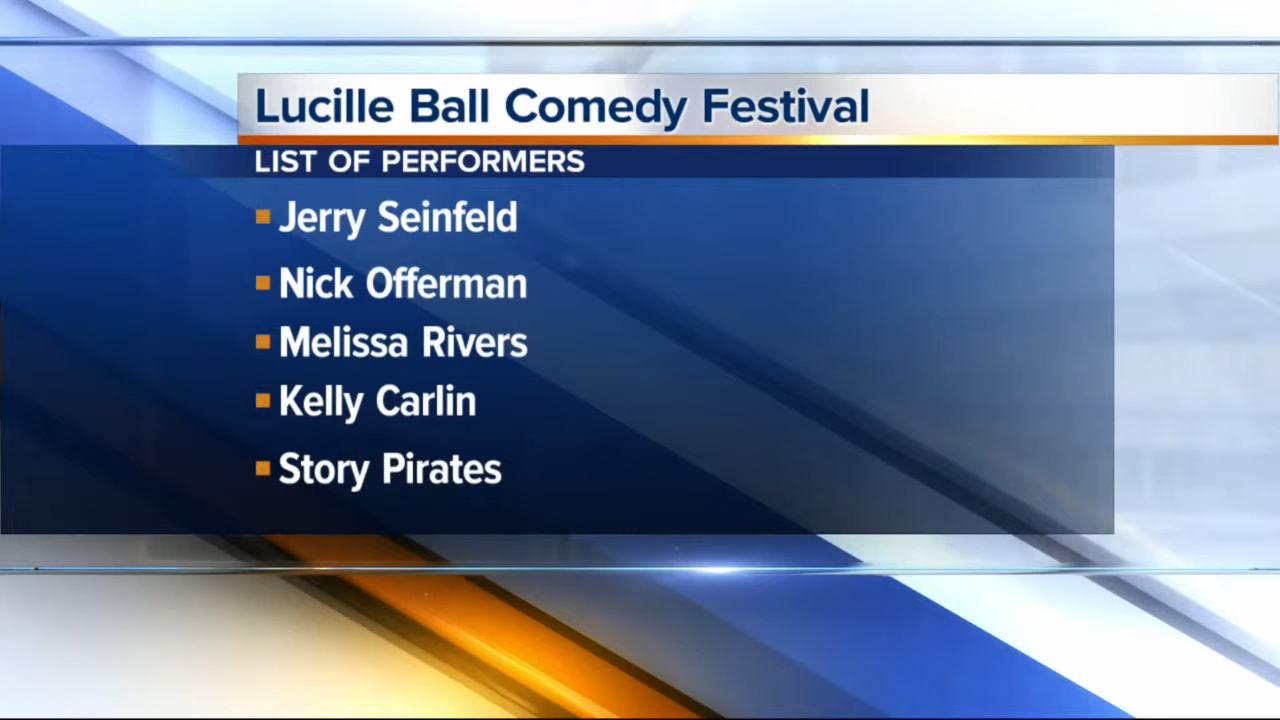 Lucille Ball Comedy Festival
LIST OF PERFORMERS
Jerry Seinfeld
Nick Offerman
Melissa Rivers
Kelly Carlin
Story Pirates